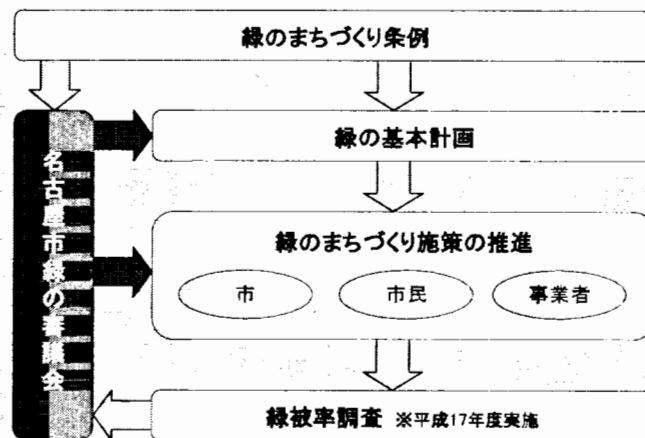 緑のまちづくり条例
名古屋市緑の審議会
緑の基本計画
緑のまちづくり施策の推進
市
市民
事業者
緑被率調査 ※平成17年度実施